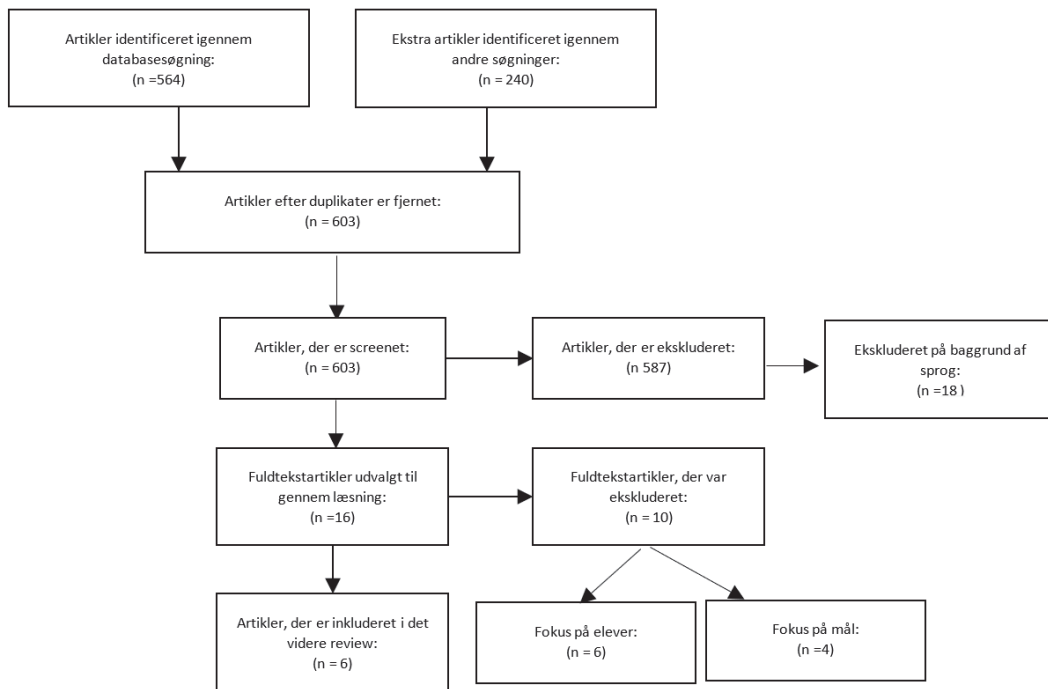 Artikler identificeret igennem
databasesøgning:
(n =564)
Ekstra artikler identificeret igennem
andre søgninger:
(n = 240)
Artikler efter duplikater er fjernet:
(n = 603)
Artikler, der er screenet:
(n = 603)
Artikler, der er ekskluderet:
(n 587)
Ekskluderet på baggrund af
sprog:
(n =18 )
Fuldtekstartikler udvalgt til
gennem læsning:
(n =16)
Fuldtekstartikler, der var
ekskluderet:
(n = 10)
Artikler, der er inkluderet i det
videre review:
(n = 6)
Fokus på elever:
(n = 6)
Fokus på mål:
(n =4)